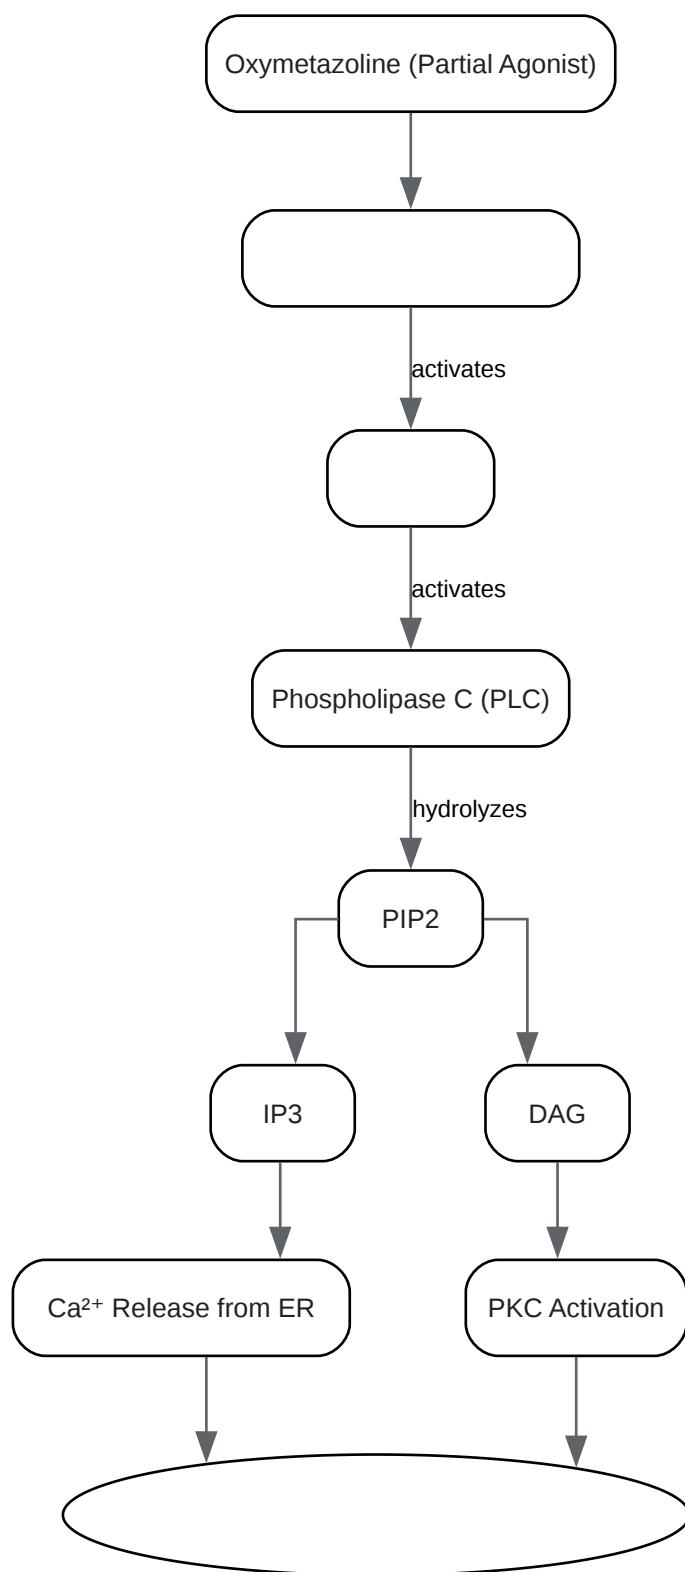 Oxymetazoline (Partial Agonist)
activates
activates
Phospholipase C (PLC)
hydrolyzes
PIP2
IP3
DAG
Ca²⁺ Release from ER
PKC Activation